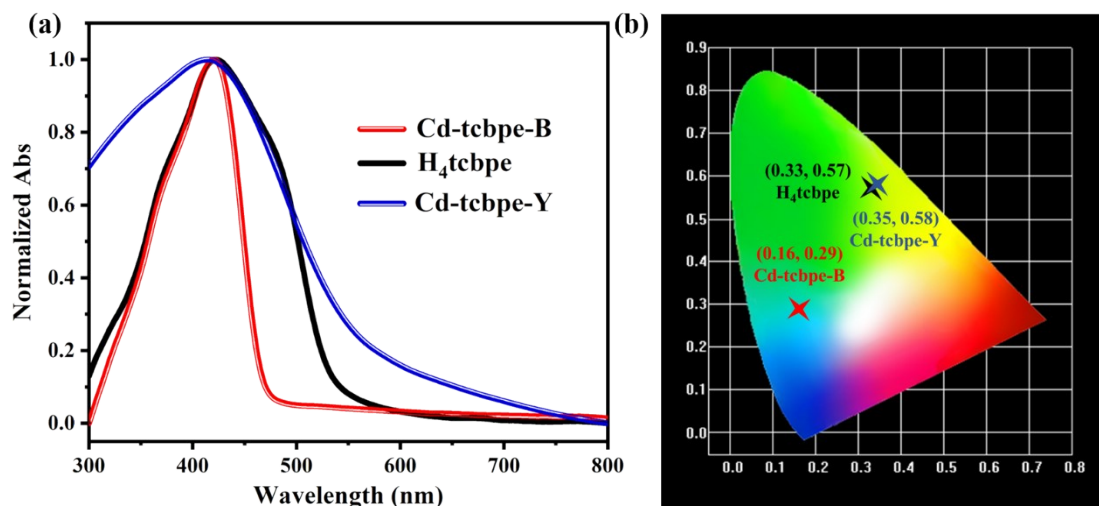 (a)
1.0
0.8
0.6
0.4
0.2
0.0
Normalized Abs
Cd-tcbpe-B
H₄tcbpe
Cd-tcbpe-Y
300 400 500 600 700 800
Wavelength (nm)
(b)
0.9
0.8
0.7
0.6
0.5
0.4
0.3
0.2
0.1
0.0
(0.33, 0.57)
H₄tcbpe
(0.35, 0.58)
Cd-tcbpe-Y
(0.16, 0.29)
Cd-tcbpe-B
0.0 0.1 0.2 0.3 0.4 0.5 0.6 0.7 0.8